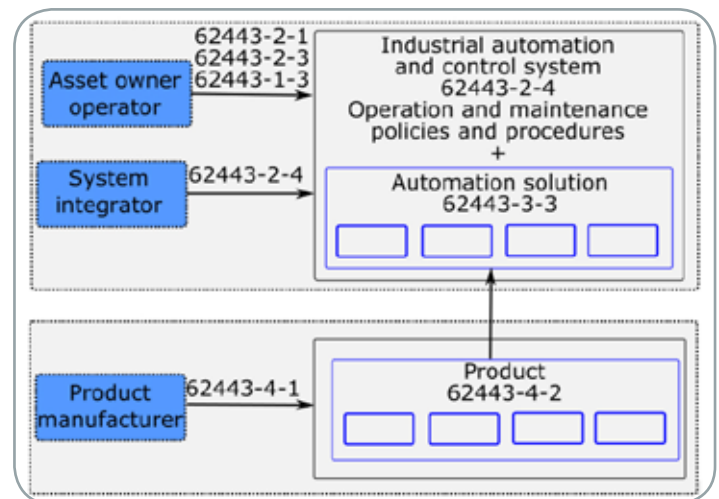 62443-2-1
62443-2-3
62443-1-3
Asset owner
operator
Industrial automation
and control system
62443-2-4
Operation and maintenance
policies and procedures
+
System
integrator
62443-2-4
Automation solution
62443-3-3
Product
manufacturer
62443-4-1
Product
62443-4-2